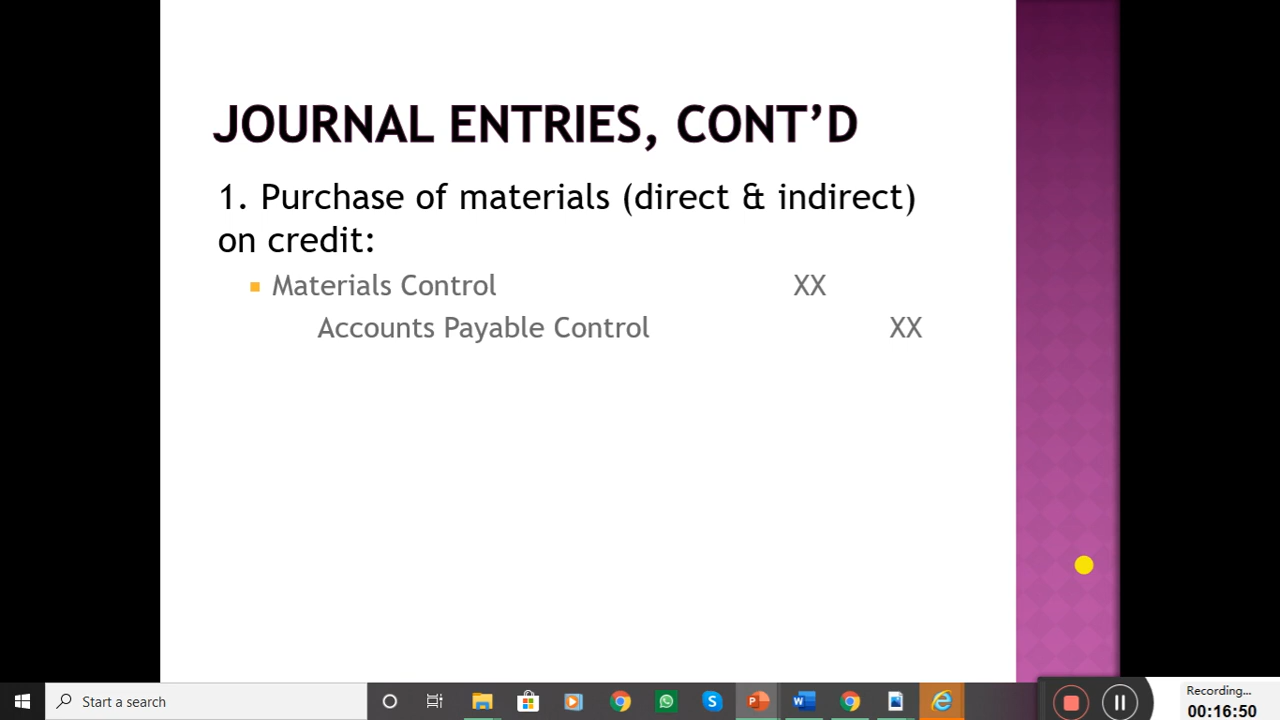 JOURNAL ENTRIES, CONT’D
1. Purchase of materials (direct & indirect)
on credit:
Materials Control XX
Accounts Payable Control XX
Start a search
Recording...
00:16:50